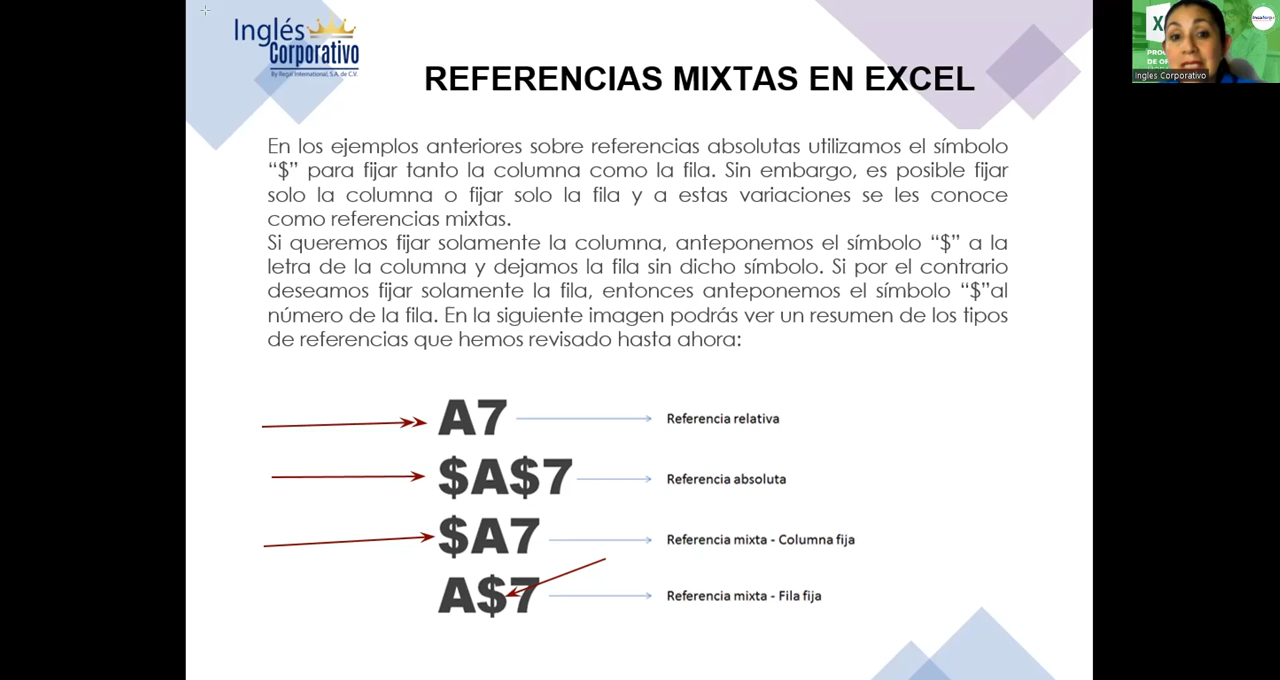 Inglés
Corporativo
By Regal International, S.A. de C.V.
REFERENCIAS MIXTAS EN EXCEL
En los ejemplos anteriores sobre referencias absolutas utilizamos el símbolo
“$” para fijar tanto la columna como la fila. Sin embargo, es posible fijar
solo la columna o fijar solo la fila y a estas variaciones se les conoce
como referencias mixtas.
Si queremos fijar solamente la columna, anteponemos el símbolo “$” a la
letra de la columna y dejamos la fila sin dicho símbolo. Si por el contrario
deseamos fijar solamente la fila, entonces anteponemos el símbolo “$”al
número de la fila. En la siguiente imagen podrás ver un resumen de los tipos
de referencias que hemos revisado hasta ahora:
A7 Referencia relativa
$A$7 Referencia absoluta
$A7 Referencia mixta - Columna fija
A$7 Referencia mixta - Fila fija
X
Ingles Corporativo